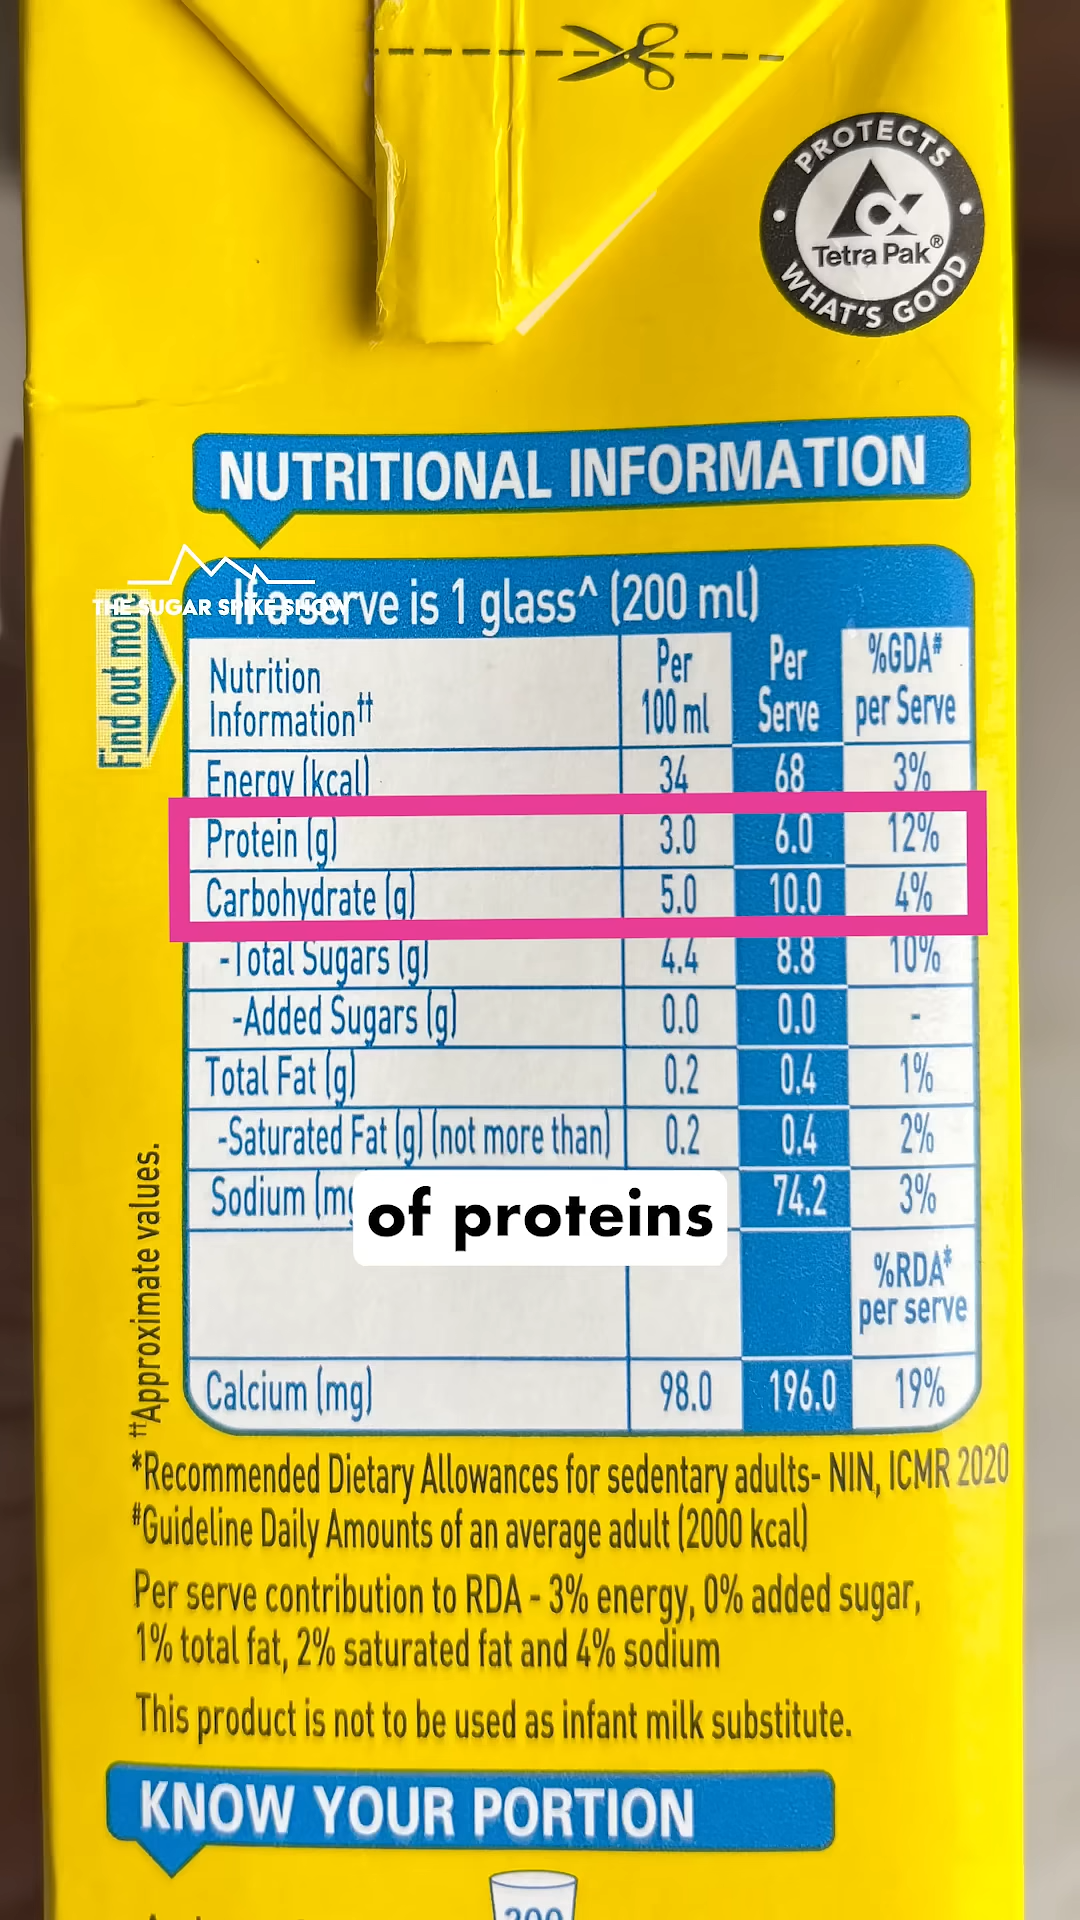 PROTECTS
Tetra Pak®
WHAT'S GOOD
NUTRITIONAL INFORMATION
THE SUGAR SPIKE SHOW
If a serve is 1 glass^ (200 ml)
Find out more
Nutrition Information†† Per 100 ml Per Serve %GDA# per Serve
Energy (kcal) 34 68 3%
Protein (g) 3.0 6.0 12%
Carbohydrate (g) 5.0 10.0 4%
-Total Sugars (g) 4.4 8.8 10%
-Added Sugars (g) 0.0 0.0 -
Total Fat (g) 0.2 0.4 1%
-Saturated Fat (g) (not more than) 0.2 0.4 2%
Sodium (mg 74.2 3%
of proteins
%RDA* per serve
Calcium (mg) 98.0 196.0 19%
††Approximate values.
*Recommended Dietary Allowances for sedentary adults- NIN, ICMR 2020
#Guideline Daily Amounts of an average adult (2000 kcal)
Per serve contribution to RDA - 3% energy, 0% added sugar,
1% total fat, 2% saturated fat and 4% sodium
This product is not to be used as infant milk substitute.
KNOW YOUR PORTION
200